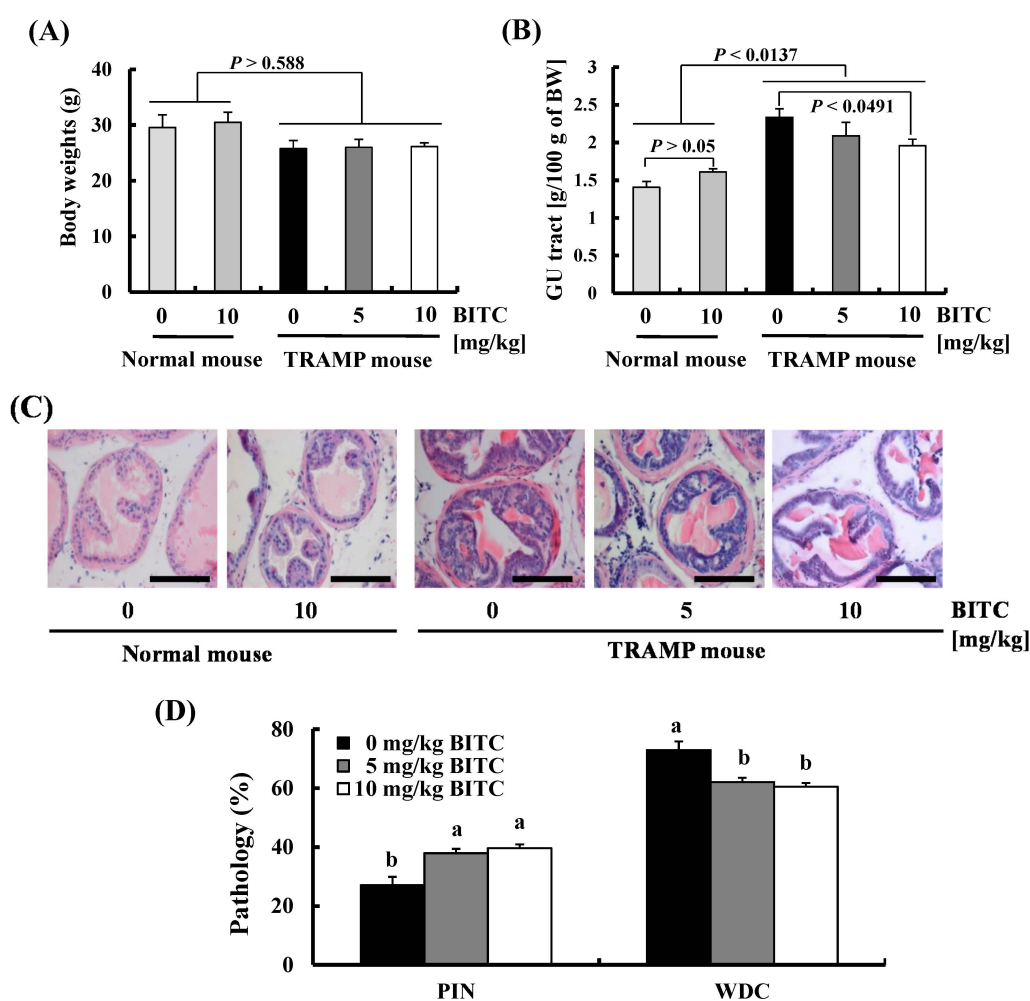 (A)
Body weights (g)
40
30
20
10
0
P > 0.588
0 10 0 5 10 BITC
[mg/kg]
Normal mouse TRAMP mouse
(B)
GU tract [g/100 g of BW]
3
2.5
2
1.5
1
0.5
0
P < 0.0137
P < 0.0491
P > 0.05
0 10 0 5 10 BITC
[mg/kg]
Normal mouse TRAMP mouse
(C)
0 10 0 5 10 BITC
[mg/kg]
Normal mouse TRAMP mouse
(D)
Pathology (%)
80
60
40
20
0
0 mg/kg BITC
5 mg/kg BITC
10 mg/kg BITC
b a a
a b b
PIN WDC